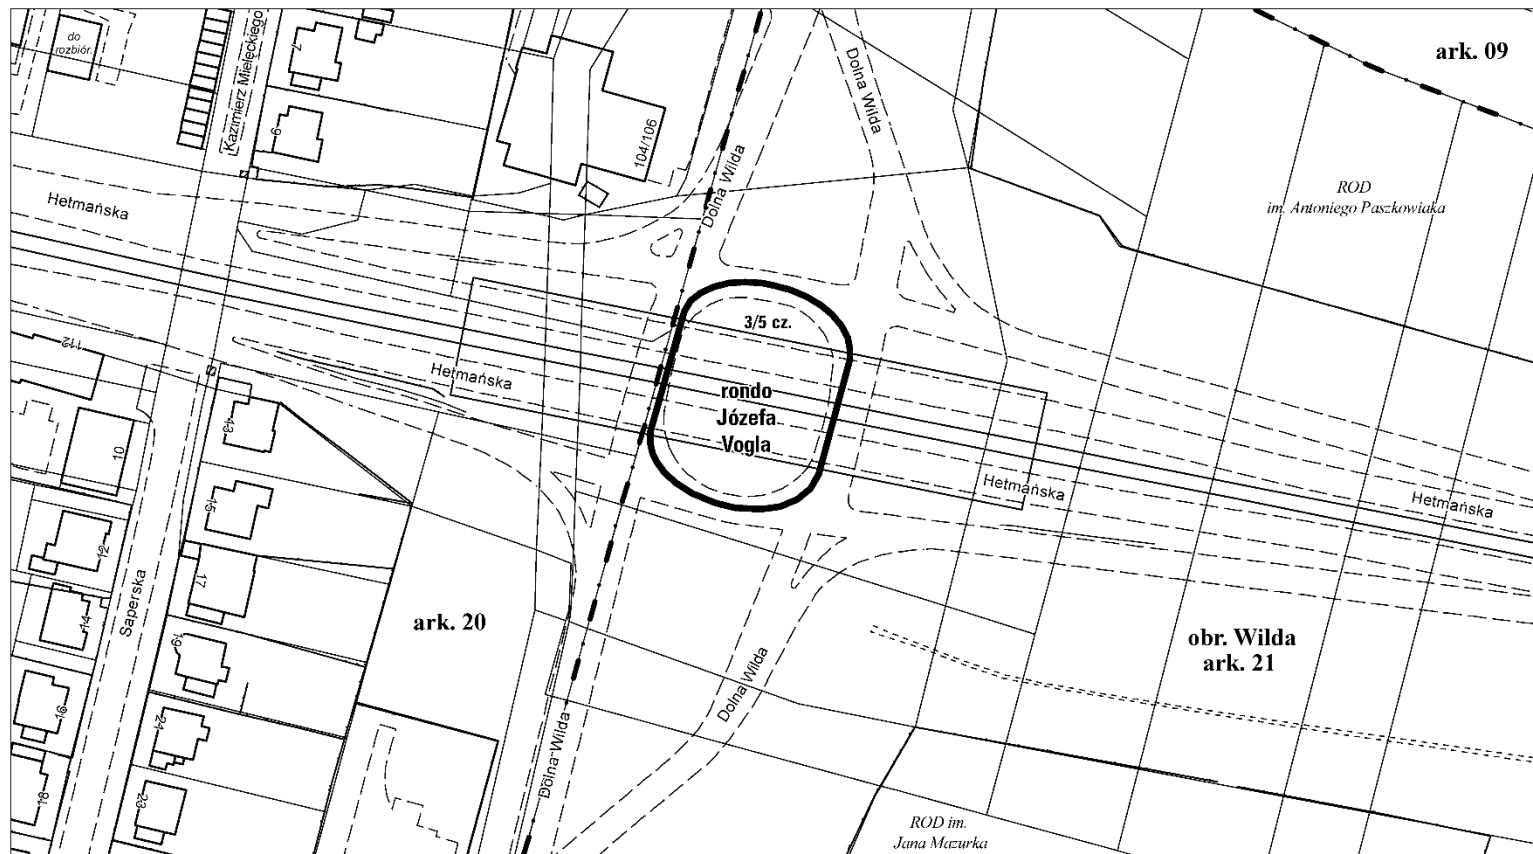 do
rozbiór.
Kazimierz Mieleckiego
7
9
104/106
Dolna Wilda
Dolna Wilda
ark. 09
ROD
im. Antoniego Paszkowiaka
Hetmańska
3/5 cz.
rondo
Józefa
Vogla
112
Hetmańska
Hetmańska
Hetmańska
43
10
15
12
17
14
Saperska
19
ark. 20
obr. Wilda
ark. 21
16
21
Dolna Wilda
Dolna Wilda
18
23
ROD im.
Jana Mazurka